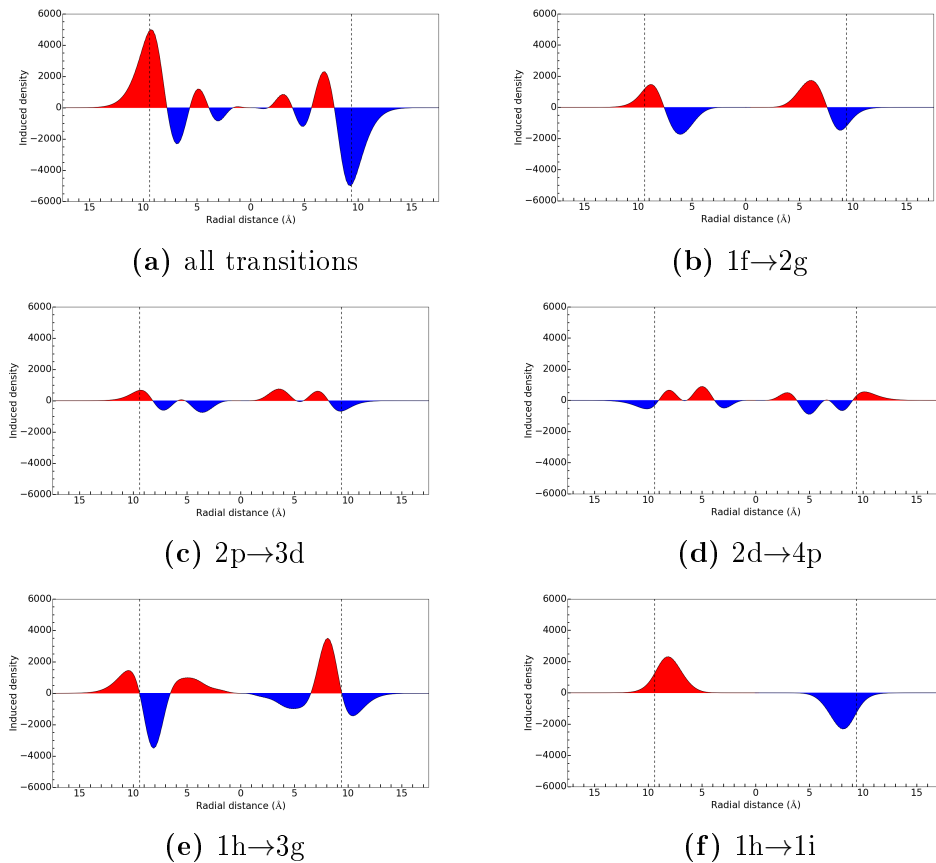 6000
4000
2000
0
−2000
−4000
−6000
Induced density
15 10 5 0 5 10 15
Radial distance (Å)
(a) all transitions
6000
4000
2000
0
−2000
−4000
−6000
Induced density
15 10 5 0 5 10 15
Radial distance (Å)
(b) 1f→2g
6000
4000
2000
0
−2000
−4000
−6000
Induced density
15 10 5 0 5 10 15
Radial distance (Å)
(c) 2p→3d
6000
4000
2000
0
−2000
−4000
−6000
Induced density
15 10 5 0 5 10 15
Radial distance (Å)
(d) 2d→4p
6000
4000
2000
0
−2000
−4000
−6000
Induced density
15 10 5 0 5 10 15
Radial distance (Å)
(e) 1h→3g
6000
4000
2000
0
−2000
−4000
−6000
Induced density
15 10 5 0 5 10 15
Radial distance (Å)
(f) 1h→1i